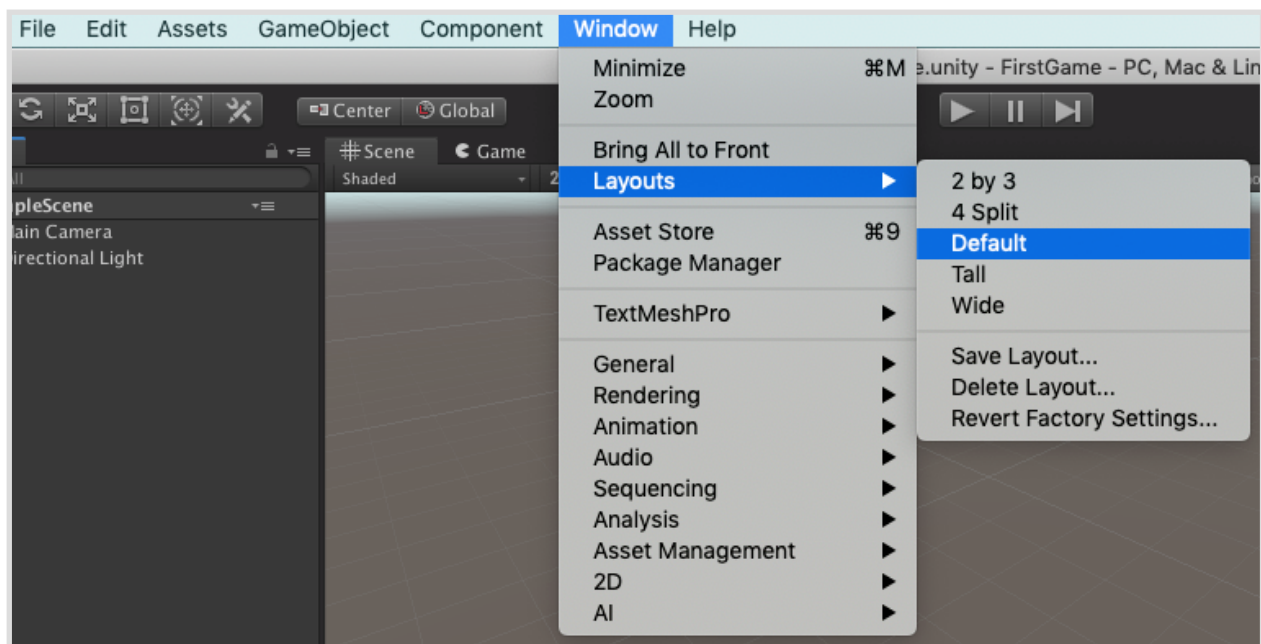 File Edit Assets GameObject Component Window Help
e.unity - FirstGame - PC, Mac & Lin
Center Global
Scene Game
Shaded 2
pleScene
ain Camera
irectional Light
Minimize ⌘M
Zoom
Bring All to Front
Layouts
Asset Store ⌘9
Package Manager
TextMeshPro
General
Rendering
Animation
Audio
Sequencing
Analysis
Asset Management
2D
AI
2 by 3
4 Split
Default
Tall
Wide
Save Layout...
Delete Layout...
Revert Factory Settings...